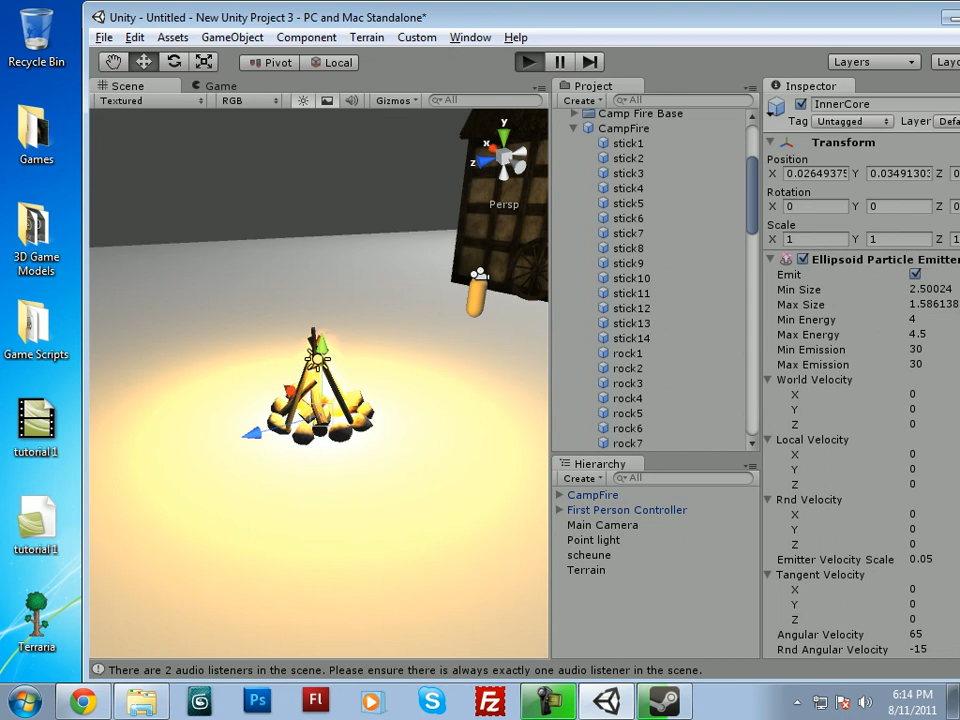 Recycle Bin
Games
3D Game
Models
Game Scripts
tutorial 1
tutorial1
Terraria
Unity - Untitled - New Unity Project 3 - PC and Mac Standalone*
File Edit Assets GameObject Component Terrain Custom Window Help
Pivot Local Layers
Scene Game
Textured RGB Gizmos All
Persp
y
x
z
Project
Create All
Camp Fire Base
CampFire
stick1
stick2
stick3
stick4
stick5
stick6
stick7
stick8
stick9
stick10
stick11
stick12
stick13
stick14
rock1
rock2
rock3
rock4
rock5
rock6
rock7
Hierarchy
Create All
CampFire
First Person Controller
Main Camera
Point light
scheune
Terrain
Inspector
InnerCore
Tag Untagged Layer
Transform
Position
X 0.02649375 Y 0.03491303 Z
Rotation
X 0 Y 0 Z
Scale
X 1 Y 1 Z
Ellipsoid Particle Emitter
Emit
Min Size 2.50024
Max Size 1.586138
Min Energy 4
Max Energy 4.5
Min Emission 30
Max Emission 30
World Velocity
X 0
Y 0
Z 0
Local Velocity
X 0
Y 0
Z 0
Rnd Velocity
X 0
Y 0
Z 0
Emitter Velocity Scale 0.05
Tangent Velocity
X 0
Y 0
Z 0
Angular Velocity 65
Rnd Angular Velocity -15
There are 2 audio listeners in the scene. Please ensure there is always exactly one audio listener in the scene.
Ps Fl FZ
6:14 PM
8/11/2011